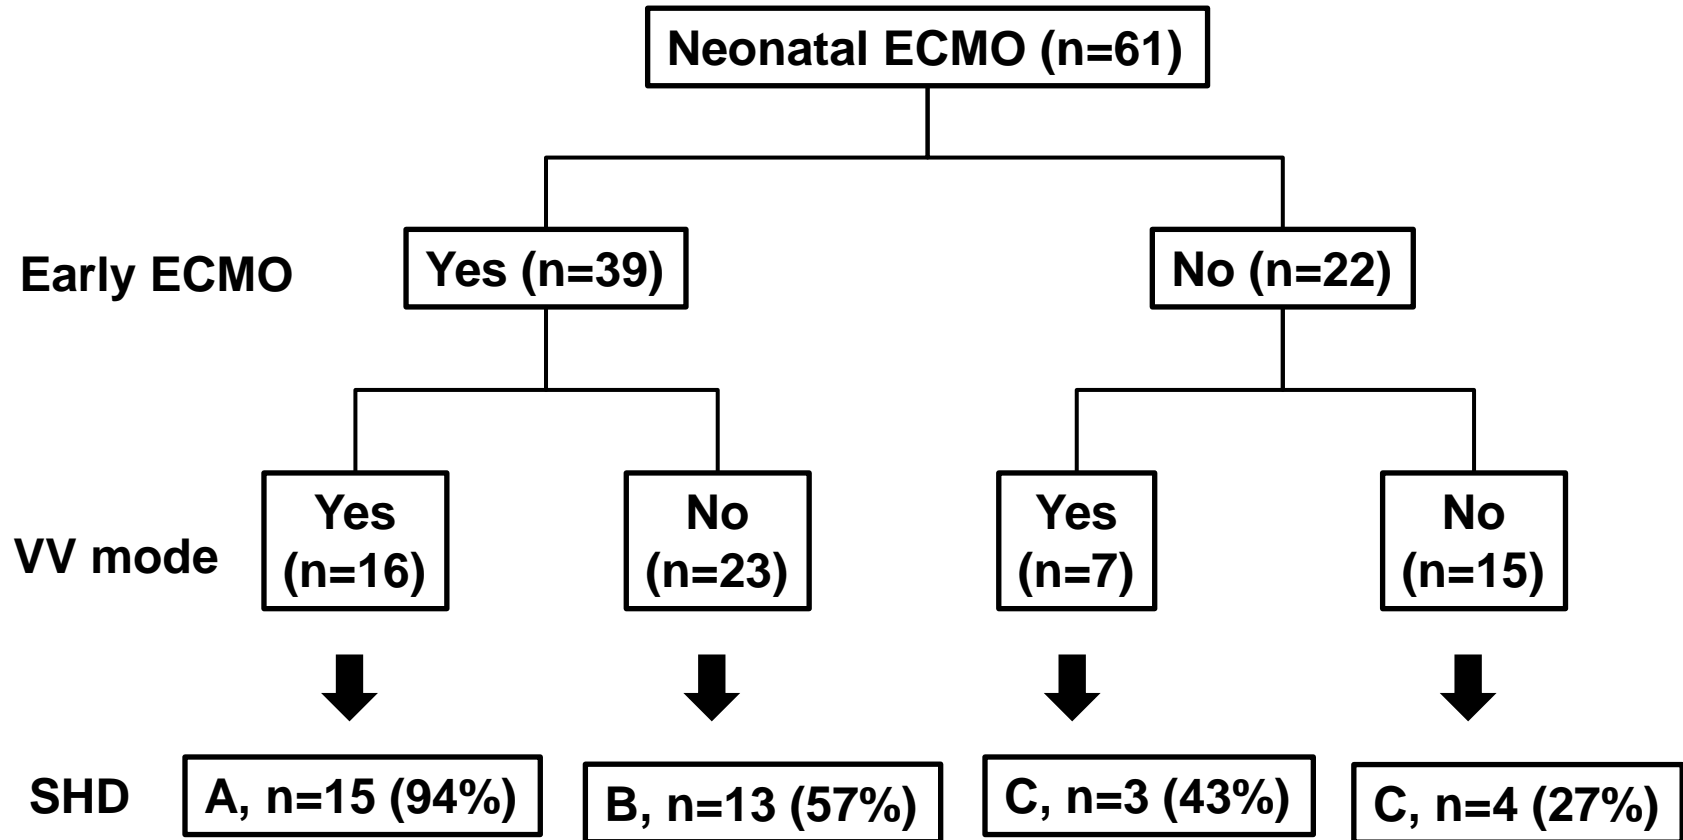 Neonatal ECMO (n=61)
Early ECMO
Yes (n=39)
No (n=22)
VV mode
Yes
(n=16)
No
(n=23)
Yes
(n=7)
No
(n=15)
SHD
A, n=15 (94%)
B, n=13 (57%)
C, n=3 (43%)
C, n=4 (27%)